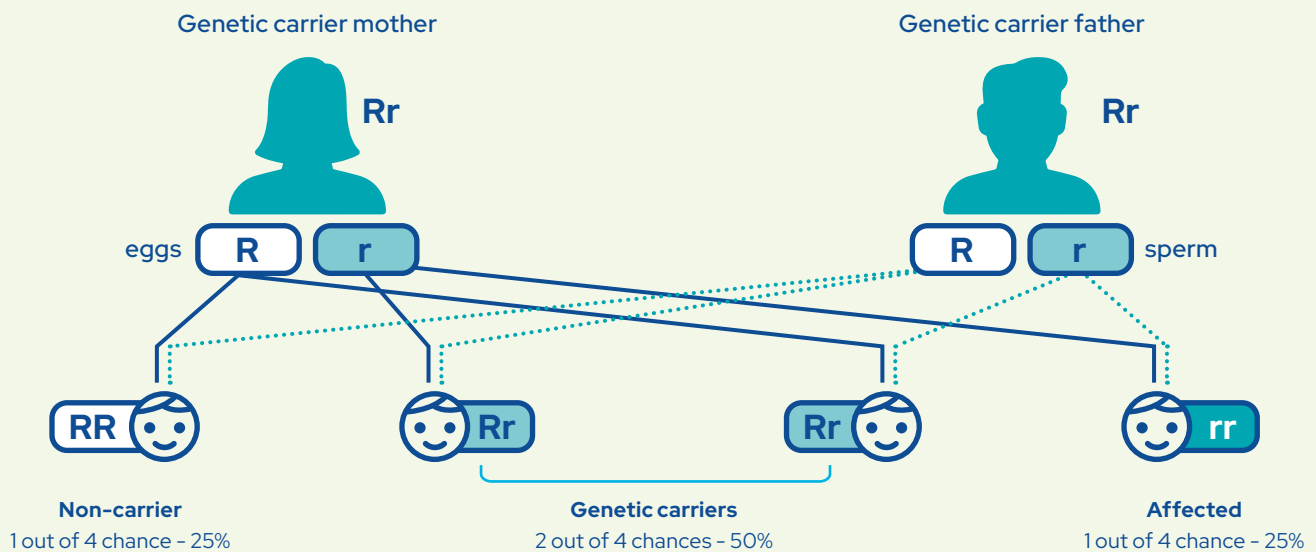 Genetic carrier mother
Genetic carrier father
Rr
Rr
eggs
R
r
R
r
sperm
RR
Rr
Rr
rr
Non-carrier
1 out of 4 chance - 25%
Genetic carriers
2 out of 4 chances - 50%
Affected
1 out of 4 chance - 25%